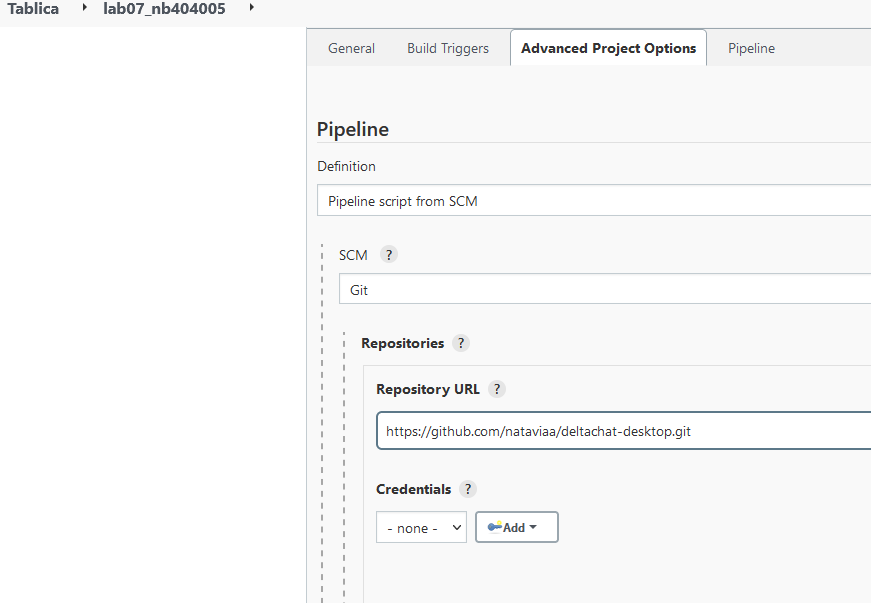 Tablica lab07_nb404005
General Build Triggers Advanced Project Options Pipeline
Pipeline
Definition
Pipeline script from SCM
SCM ?
Git
Repositories ?
Repository URL ?
https://github.com/nataviaa/deltachat-desktop.git
Credentials ?
- none - Add